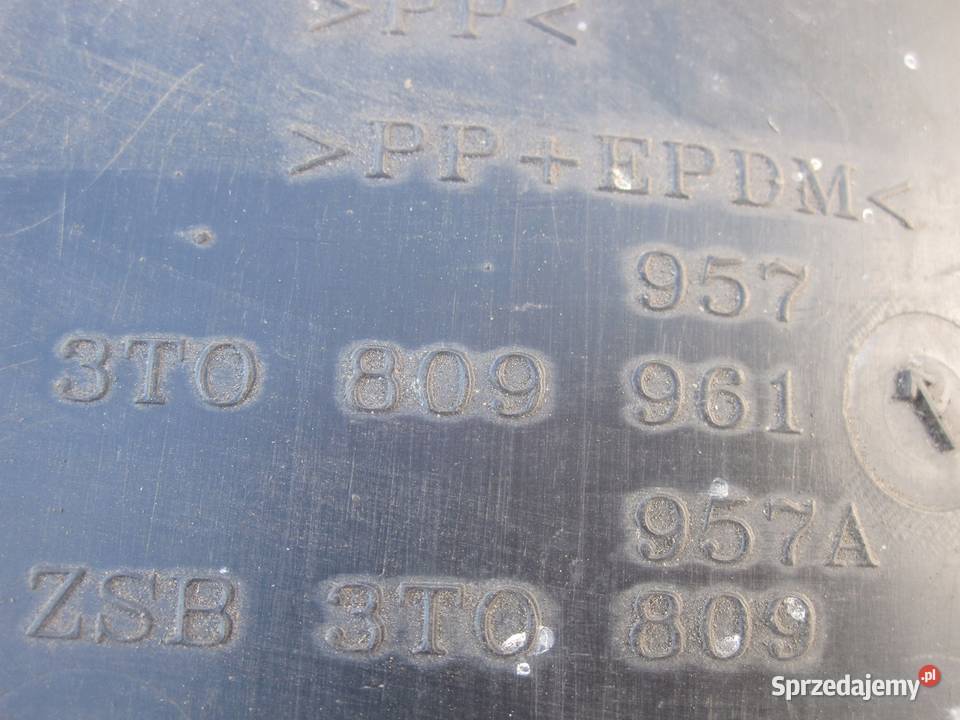 >PP<
>PP+EPDM<
957
3T0 809 961
957A
ZSB 3T0 809
Sprzedajemy.pl